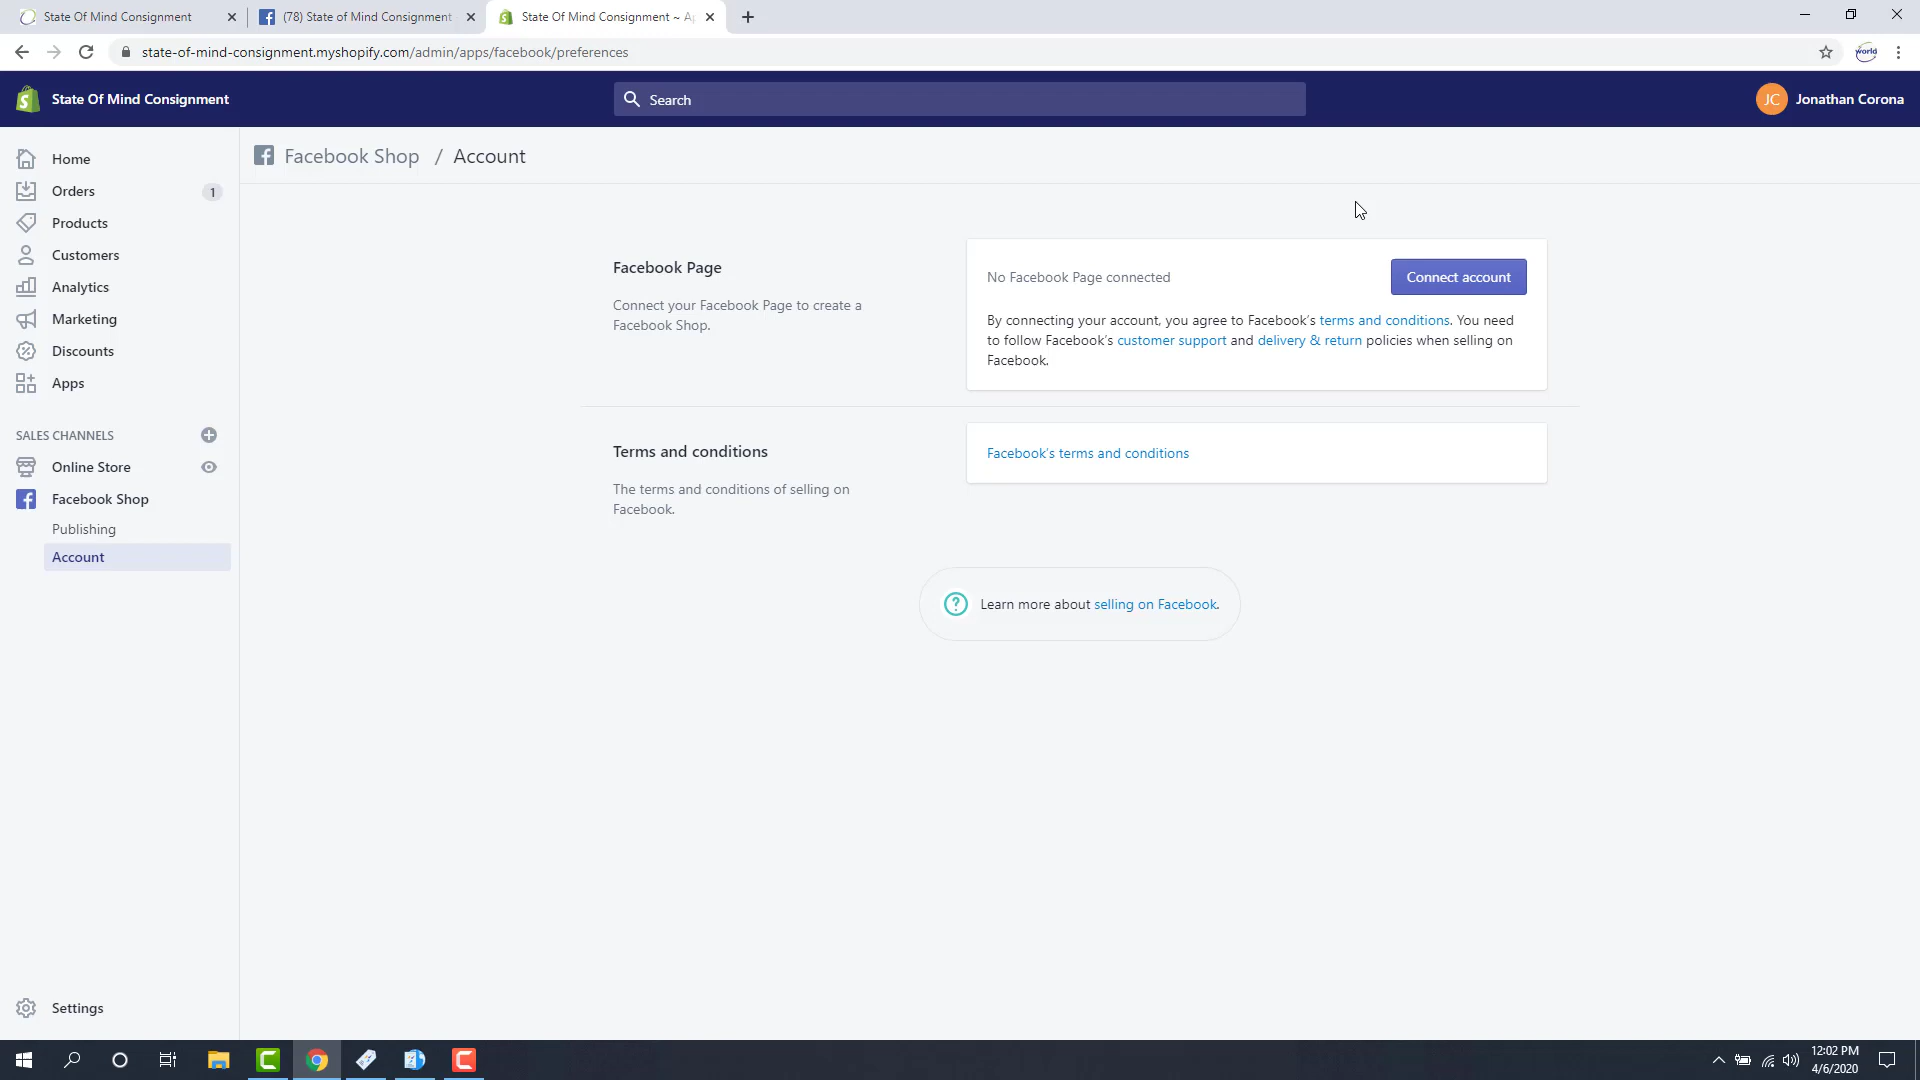 State Of Mind Consignment
(78) State of Mind Consignment
State Of Mind Consignment ~ Ap
state-of-mind-consignment.myshopify.com/admin/apps/facebook/preferences
world
State Of Mind Consignment
Search
JC
Jonathan Corona
Home
Orders
1
Products
Customers
Analytics
Marketing
Discounts
Apps
SALES CHANNELS
Online Store
Facebook Shop
Publishing
Account
Settings
Facebook Shop / Account
Facebook Page
Connect your Facebook Page to create a
Facebook Shop.
No Facebook Page connected
Connect account
By connecting your account, you agree to Facebook's terms and conditions. You need
to follow Facebook's customer support and delivery & return policies when selling on
Facebook.
Terms and conditions
The terms and conditions of selling on
Facebook.
Facebook's terms and conditions
Learn more about selling on Facebook.
12:02 PM
4/6/2020